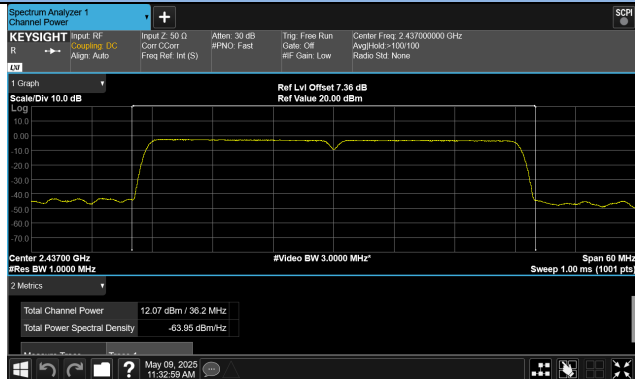 Spectrum Analyzer 1
Channel Power
SCPI
KEYSIGHT
R
LXI
Input: RF
Coupling: DC
Align: Auto
Input Z: 50 Ω
Corr CCorr
Freq Ref: Int (S)
Atten: 30 dB
#PNO: Fast
Trig: Free Run
Gate: Off
#IF Gain: Low
Center Freq: 2.437000000 GHz
Avg|Hold:>100/100
Radio Std: None
1 Graph
Scale/Div 10.0 dB
Ref Lvl Offset 7.36 dB
Ref Value 20.00 dBm
Log
10.0
0.00
-10.0
-20.0
-30.0
-40.0
-50.0
-60.0
-70.0
Center 2.43700 GHz
#Video BW 3.0000 MHz*
Span 60 MHz
#Res BW 1.0000 MHz
Sweep 1.00 ms (1001 pts)
2 Metrics
Total Channel Power 12.07 dBm / 36.2 MHz
Total Power Spectral Density -63.95 dBm/Hz
Measure Trace Trace 1
May 09, 2025
11:32:59 AM